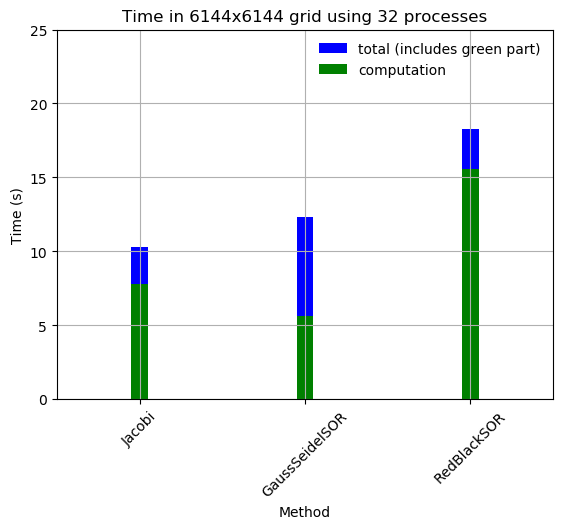 Time in 6144x6144 grid using 32 processes
25
total (includes green part)
computation
20
15
Time (s)
10
5
0
Jacobi
GaussSeidelSOR
RedBlackSOR
Method